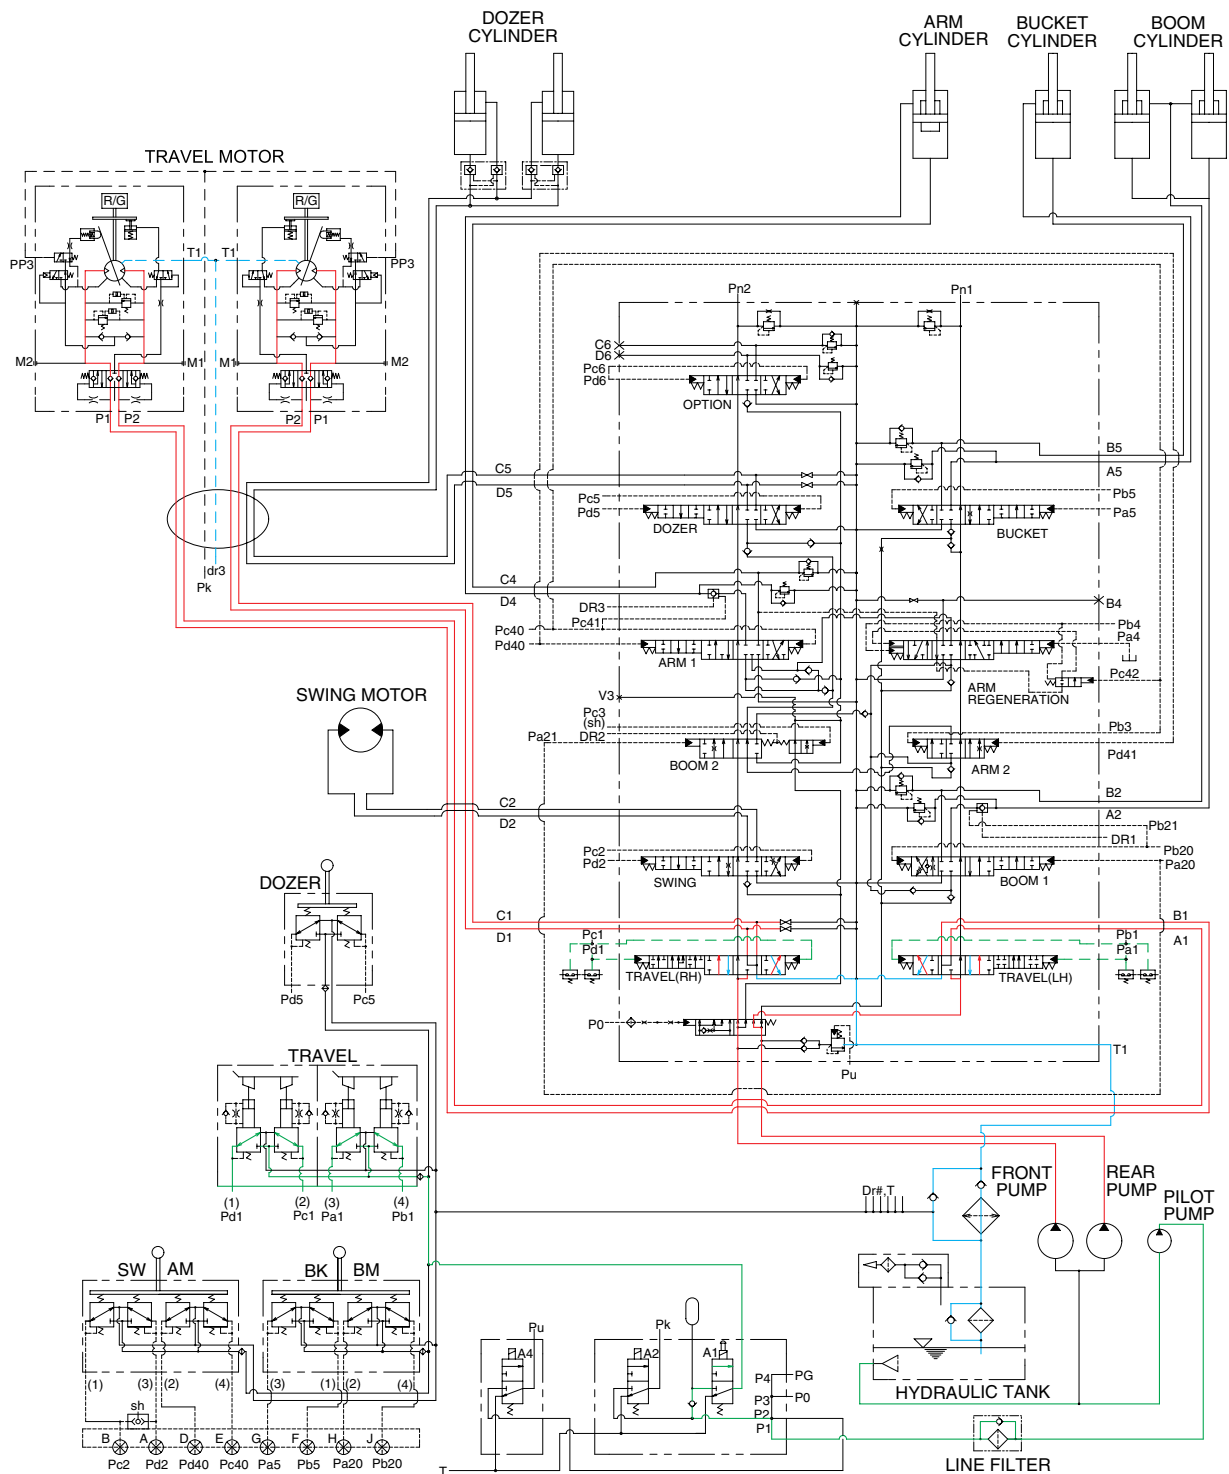 DOZER
CYLINDER
ARM
CYLINDER
BUCKET
CYLINDER
BOOM
CYLINDER
TRAVEL MOTOR
R/G
R/G
T1
T1
PP3
PP3
M2
M1
M1
M2
P1
P2
P2
P1
Pn2
Pn1
C6
D6
Pc6
Pd6
OPTION
B5
A5
C5
D5
Pc5
Pd5
DOZER
Pb5
Pa5
BUCKET
dr3
Pk
C4
D4
DR3
Pc41
Pc40
Pd40
ARM 1
B4
Pb4
Pa4
Pc42
ARM
REGENERATION
SWING MOTOR
V3
Pc3
(sh)
DR2
Pa21
BOOM 2
Pb3
Pd41
ARM 2
C2
D2
B2
A2
Pb21
DR1
Pc2
Pd2
SWING
Pb20
Pa20
BOOM 1
DOZER
Pd5
Pc5
C1
D1
B1
A1
Pc1
Pd1
TRAVEL(RH)
Pb1
Pa1
TRAVEL(LH)
P0
Pu
T1
TRAVEL
(1)
Pd1
(2)
Pc1
(3)
Pa1
(4)
Pb1
Dr#,T
FRONT
PUMP
REAR
PUMP
PILOT
PUMP
SW
AM
BK
BM
(1)
(3)
(2)
(4)
(3)
(1)
(2)
(4)
sh
B
A
D
E
G
F
H
J
Pc2
Pd2
Pd40
Pc40
Pa5
Pb5
Pa20
Pb20
Pu
A4
Pk
A2
A1
P4
PG
P3
P0
P2
P1
T
HYDRAULIC TANK
LINE FILTER